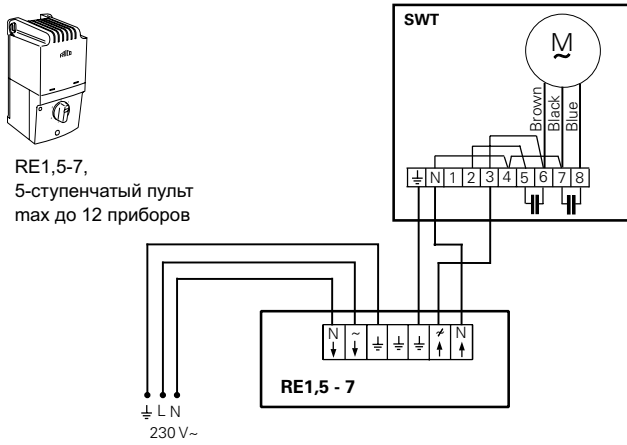 SWT
M
~
Brown
Black
Blue
N 1 2 3 4 5 6 7 8
RE1,5-7,
5-ступенчатый пульт
max до 12 приборов
N ~ N
RE1,5 - 7
L N
230 V~